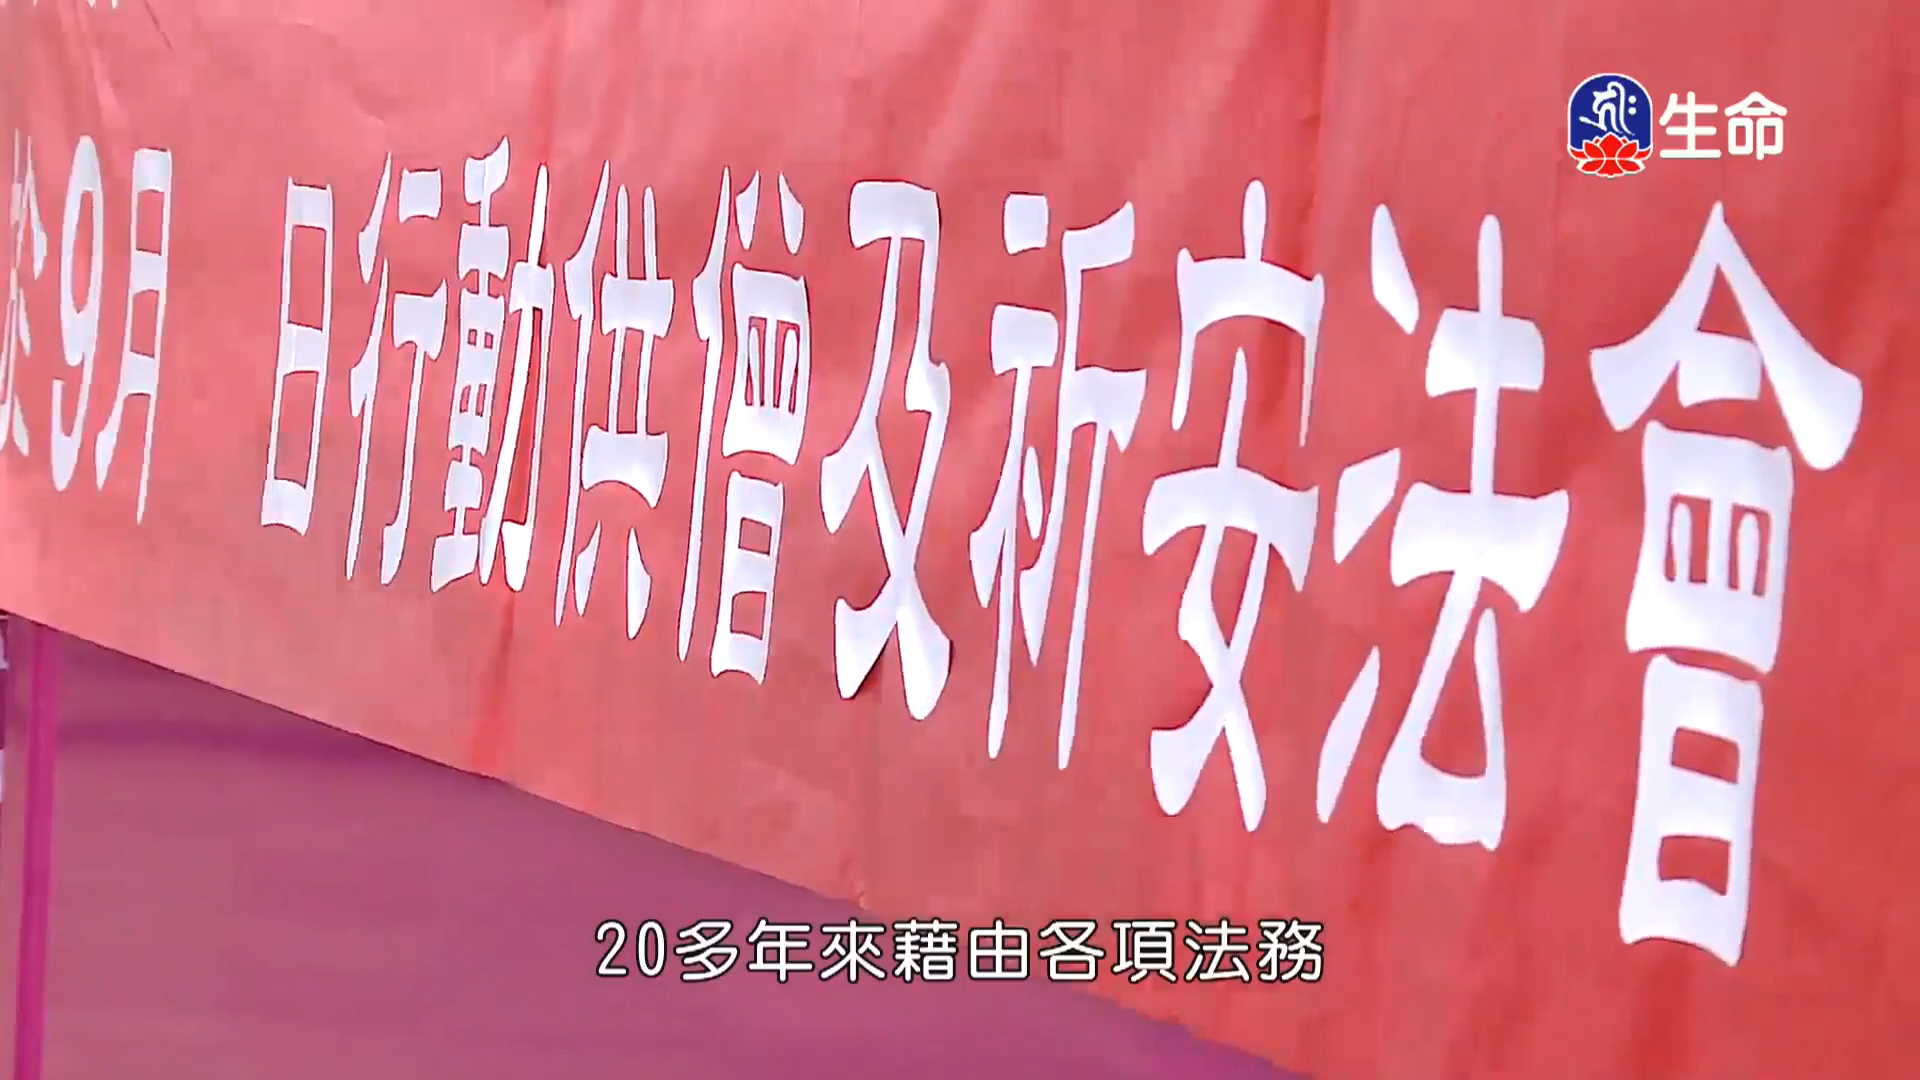 生命
於9月 日行動供僧及祈安法會
20多年來藉由各項法務